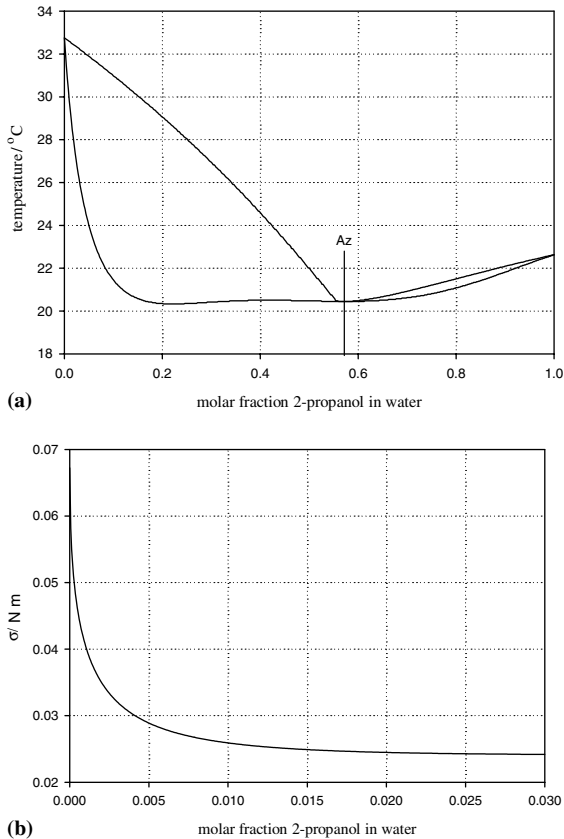 34
32
30
28
26
24
22
20
18
temperature/ °C
Az
0.0 0.2 0.4 0.6 0.8 1.0
(a) molar fraction 2-propanol in water
0.07
0.06
0.05
0.04
0.03
0.02
σ/ N m
0.000 0.005 0.010 0.015 0.020 0.025 0.030
(b) molar fraction 2-propanol in water